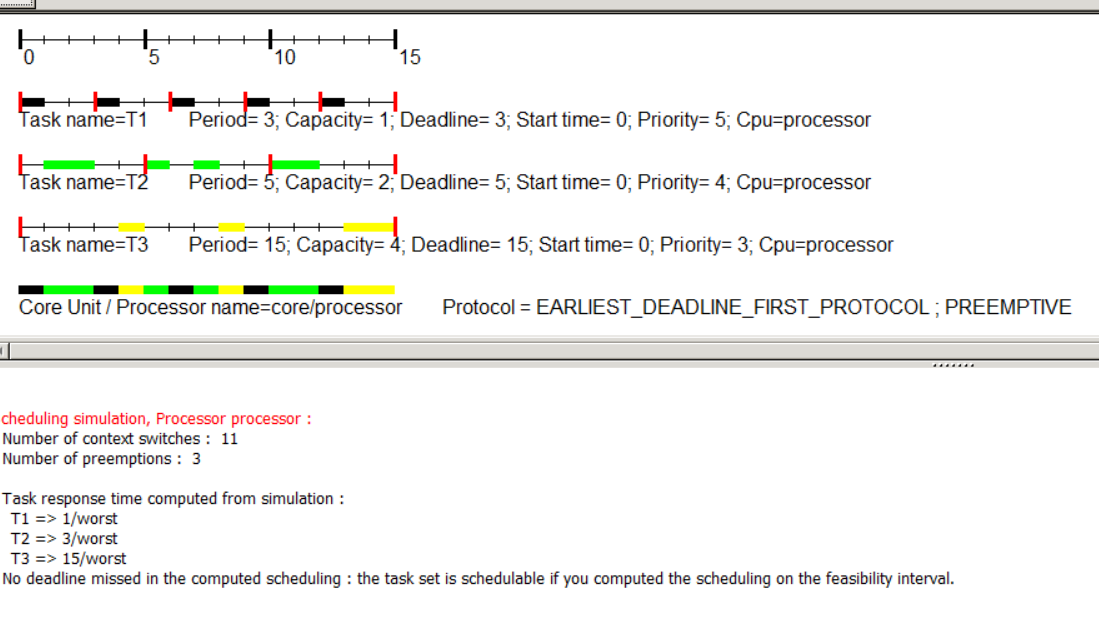 0 5 10 15
Task name=T1 Period= 3; Capacity= 1; Deadline= 3; Start time= 0; Priority= 5; Cpu=processor
Task name=T2 Period= 5; Capacity= 2; Deadline= 5; Start time= 0; Priority= 4; Cpu=processor
Task name=T3 Period= 15; Capacity= 4; Deadline= 15; Start time= 0; Priority= 3; Cpu=processor
Core Unit / Processor name=core/processor Protocol = EARLIEST_DEADLINE_FIRST_PROTOCOL ; PREEMPTIVE
cheduling simulation, Processor processor :
Number of context switches : 11
Number of preemptions : 3
Task response time computed from simulation :
T1 => 1/worst
T2 => 3/worst
T3 => 15/worst
No deadline missed in the computed scheduling : the task set is schedulable if you computed the scheduling on the feasibility interval.